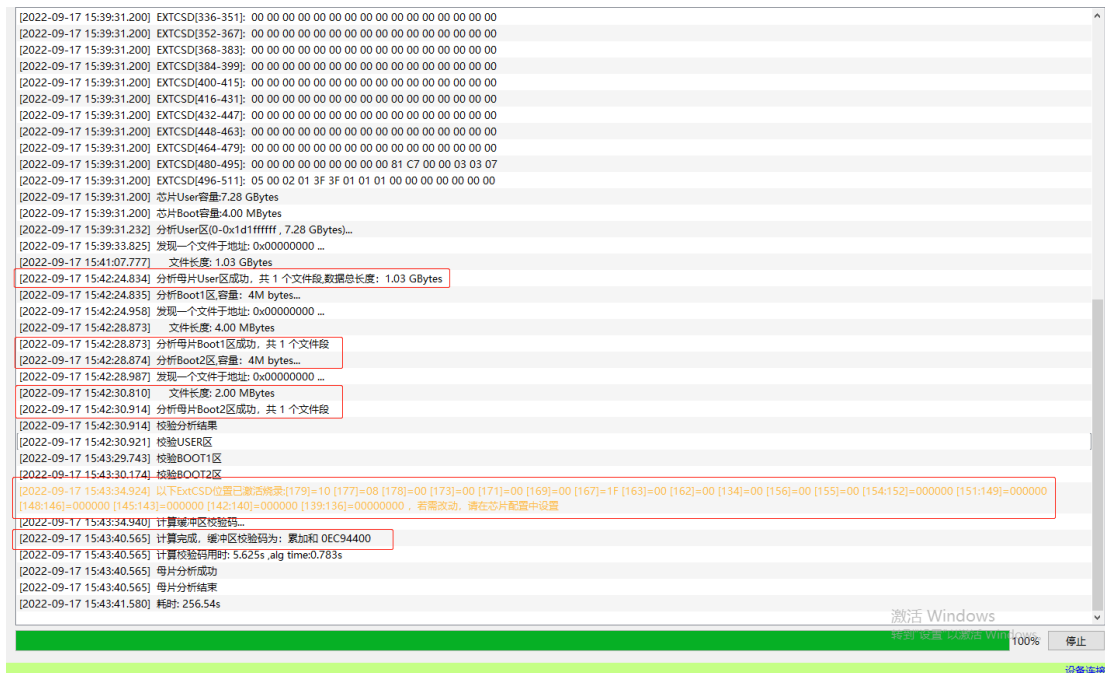 [2022-09-17 15:39:31.200] EXTCSD[336-351]: 00 00 00 00 00 00 00 00 00 00 00 00 00 00 00 00
[2022-09-17 15:39:31.200] EXTCSD[352-367]: 00 00 00 00 00 00 00 00 00 00 00 00 00 00 00 00
[2022-09-17 15:39:31.200] EXTCSD[368-383]: 00 00 00 00 00 00 00 00 00 00 00 00 00 00 00 00
[2022-09-17 15:39:31.200] EXTCSD[384-399]: 00 00 00 00 00 00 00 00 00 00 00 00 00 00 00 00
[2022-09-17 15:39:31.200] EXTCSD[400-415]: 00 00 00 00 00 00 00 00 00 00 00 00 00 00 00 00
[2022-09-17 15:39:31.200] EXTCSD[416-431]: 00 00 00 00 00 00 00 00 00 00 00 00 00 00 00 00
[2022-09-17 15:39:31.200] EXTCSD[432-447]: 00 00 00 00 00 00 00 00 00 00 00 00 00 00 00 00
[2022-09-17 15:39:31.200] EXTCSD[448-463]: 00 00 00 00 00 00 00 00 00 00 00 00 00 00 00 00
[2022-09-17 15:39:31.200] EXTCSD[464-479]: 00 00 00 00 00 00 00 00 00 00 00 00 00 00 00 00
[2022-09-17 15:39:31.200] EXTCSD[480-495]: 00 00 00 00 00 00 00 00 00 81 C7 00 00 03 03 07
[2022-09-17 15:39:31.200] EXTCSD[496-511]: 05 00 02 01 3F 3F 01 01 01 00 00 00 00 00 00 00
[2022-09-17 15:39:31.200] 芯片User容量:7.28 GBytes
[2022-09-17 15:39:31.200] 芯片Boot容量:4.00 MBytes
[2022-09-17 15:39:31.232] 分析User区(0-0x1d1ffffff , 7.28 GBytes)...
[2022-09-17 15:39:33.825] 发现一个文件于地址: 0x00000000 ...
[2022-09-17 15:41:07.777] 文件长度: 1.03 GBytes
[2022-09-17 15:42:24.834] 分析母片User区成功，共 1 个文件段,数据总长度：1.03 GBytes
[2022-09-17 15:42:24.835] 分析Boot1区,容量：4M bytes...
[2022-09-17 15:42:24.958] 发现一个文件于地址: 0x00000000 ...
[2022-09-17 15:42:28.873] 文件长度: 4.00 MBytes
[2022-09-17 15:42:28.873] 分析母片Boot1区成功，共 1 个文件段
[2022-09-17 15:42:28.874] 分析Boot2区,容量：4M bytes...
[2022-09-17 15:42:28.987] 发现一个文件于地址: 0x00000000 ...
[2022-09-17 15:42:30.810] 文件长度: 2.00 MBytes
[2022-09-17 15:42:30.914] 分析母片Boot2区成功，共 1 个文件段
[2022-09-17 15:42:30.914] 校验分析结果
[2022-09-17 15:42:30.921] 校验USER区
[2022-09-17 15:43:29.743] 校验BOOT1区
[2022-09-17 15:43:30.174] 校验BOOT2区
[2022-09-17 15:43:34.924] 以下ExtCSD位置已激活烧录:[179]=10 [177]=08 [178]=00 [173]=00 [171]=00 [169]=00 [167]=1F [163]=00 [162]=00 [134]=00 [156]=00 [155]=00 [154:152]=000000 [151:149]=000000
[148:146]=000000 [145:143]=000000 [142:140]=000000 [139:136]=00000000 ，若需改动，请在芯片配置中设置
[2022-09-17 15:43:34.940] 计算缓冲区校验码...
[2022-09-17 15:43:40.565] 计算完成，缓冲区校验码为：累加和 0EC94400
[2022-09-17 15:43:40.565] 计算校验码用时: 5.625s ,alg time:0.783s
[2022-09-17 15:43:40.565] 母片分析成功
[2022-09-17 15:43:40.565] 母片分析结束
[2022-09-17 15:43:41.580] 耗时: 256.54s
激活 Windows
转到"设置"以激活 Windows。
100%
停止
设备连接